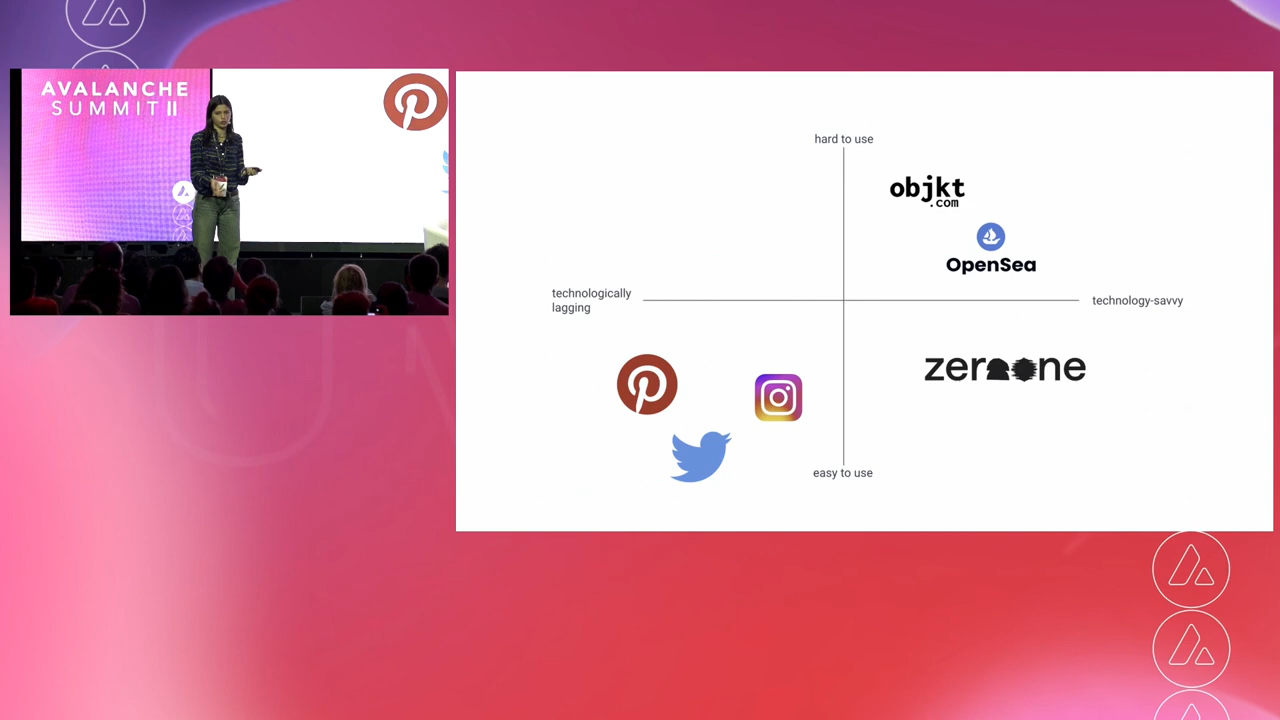 AVALANCHE
SUMMIT II
hard to use
objkt
.com
OpenSea
technologically
lagging
technology-savvy
zeroone
easy to use